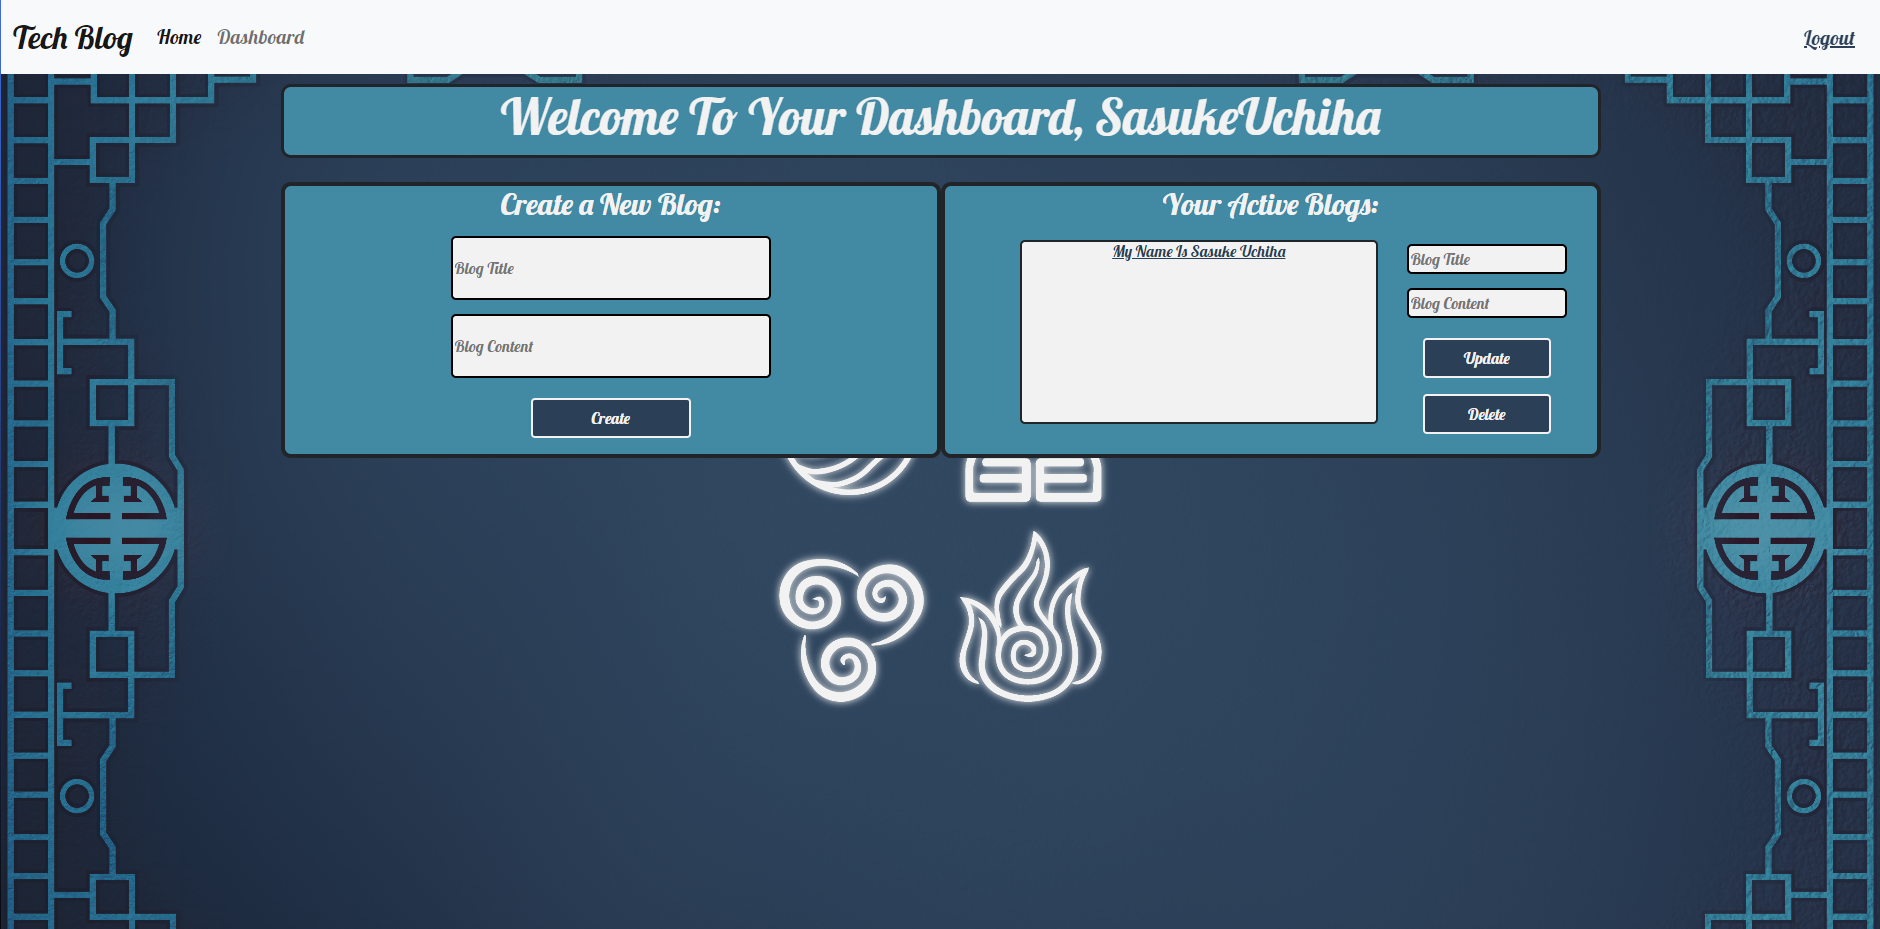 Tech Blog Home Dashboard Logout
Welcome To Your Dashboard, SasukeUchiha
Create a New Blog:
Blog Title
Blog Content
Create
Your Active Blogs:
My Name Is Sasuke Uchiha
Blog Title
Blog Content
Update
Delete